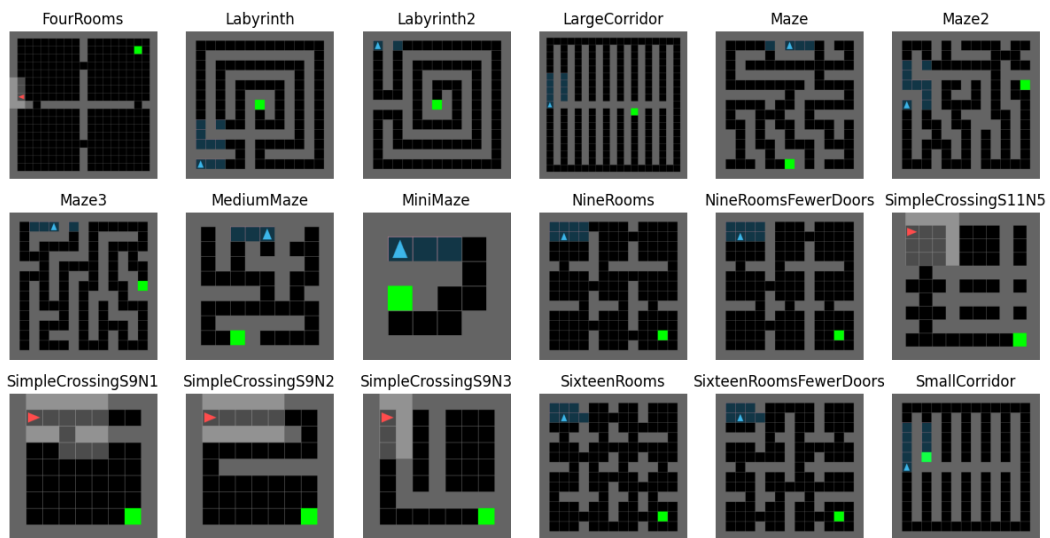 FourRooms
Labyrinth
Labyrinth2
LargeCorridor
Maze
Maze2
Maze3
MediumMaze
MiniMaze
NineRooms
NineRoomsFewerDoors
SimpleCrossingS11N5
SimpleCrossingS9N1
SimpleCrossingS9N2
SimpleCrossingS9N3
SixteenRooms
SixteenRoomsFewerDoors
SmallCorridor